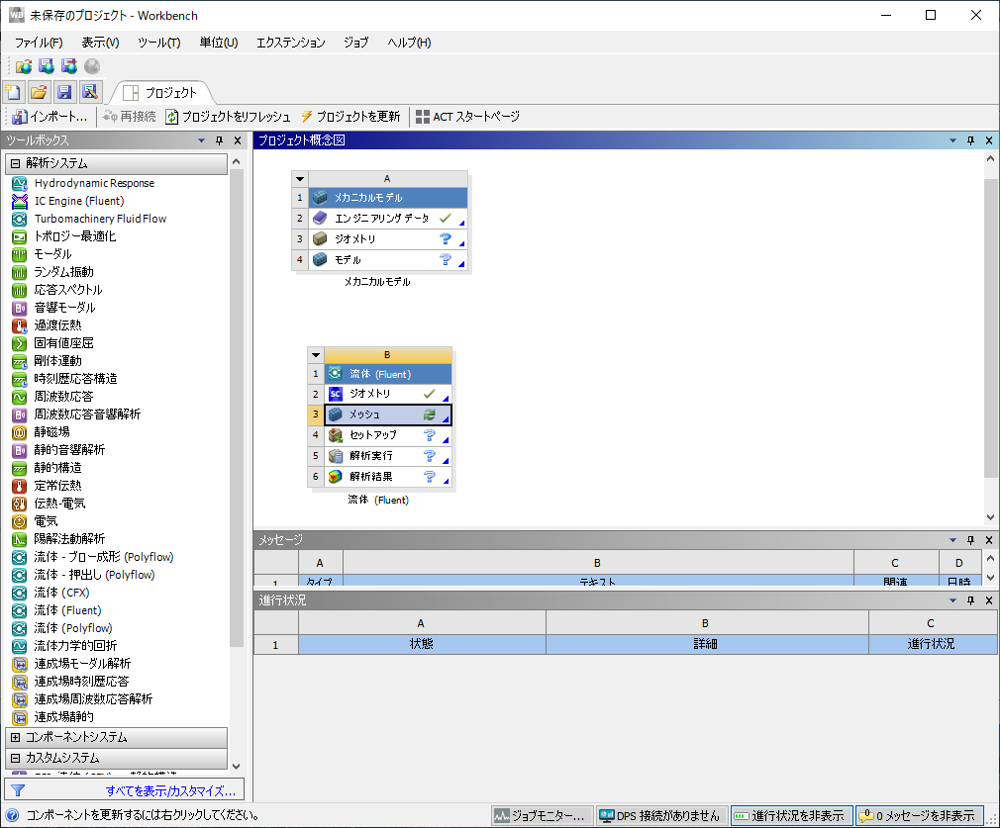 未保存のプロジェクト - Workbench
ファイル(F) 表示(V) ツール(T) 単位(U) エクステンション ジョブ ヘルプ(H)
プロジェクト
インポート... 再接続 プロジェクトをリフレッシュ プロジェクトを更新 ACT スタートページ
ツールボックス
解析システム
Hydrodynamic Response
IC Engine (Fluent)
Turbomachinery Fluid Flow
トポロジー最適化
モーダル
ランダム振動
応答スペクトル
音響モーダル
過渡伝熱
固有値座屈
剛体運動
時刻歴応答構造
周波数応答
周波数応答音響解析
静磁場
静的音響解析
静的構造
定常伝熱
伝熱-電気
電気
陽解法動解析
流体 - ブロー成形 (Polyflow)
流体 - 押出し (Polyflow)
流体 (CFX)
流体 (Fluent)
流体 (Polyflow)
流体力学的回折
連成場モーダル解析
連成場時刻歴応答
連成場周波数応答解析
連成場静的
コンポーネントシステム
カスタムシステム
すべてを表示/カスタマイズ...
プロジェクト概念図
A
1 メカニカルモデル
2 エンジニアリング データ
3 ジオメトリ
4 モデル
メカニカルモデル
B
1 流体 (Fluent)
2 SC ジオメトリ
3 メッシュ
4 セットアップ
5 解析実行
6 解析結果
流体 (Fluent)
メッセージ
A B C D
1 タイプ テキスト 関連 日時
進行状況
A B C
1 状態 詳細 進行状況
コンポーネントを更新するには右クリックしてください。 ジョブモニター... DPS 接続がありません 進行状況を非表示 0 メッセージを非表示